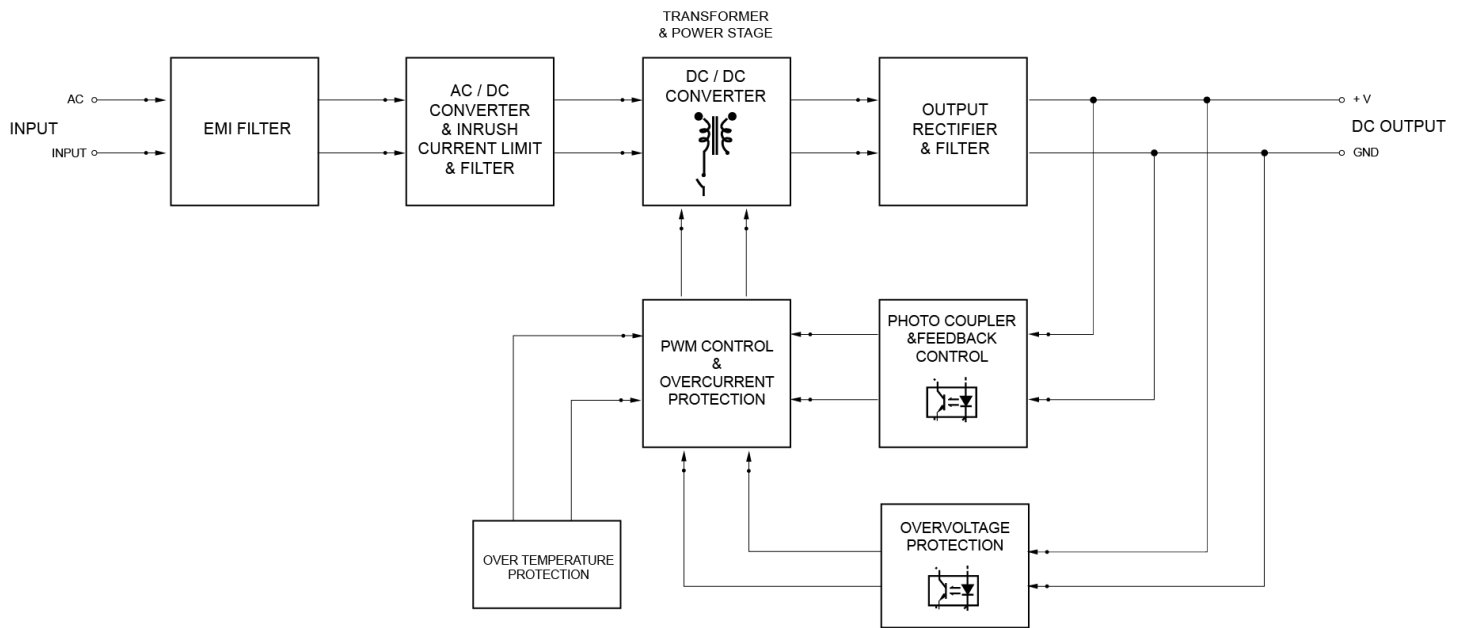 TRANSFORMER
& POWER STAGE
INPUT
AC
INPUT
EMI FILTER
AC / DC
CONVERTER
& INRUSH
CURRENT LIMIT
& FILTER
DC / DC
CONVERTER
OUTPUT
RECTIFIER
& FILTER
+ V
DC OUTPUT
GND
PWM CONTROL
&
OVERCURRENT
PROTECTION
PHOTO COUPLER
&FEEDBACK
CONTROL
OVER TEMPERATURE
PROTECTION
OVERVOLTAGE
PROTECTION